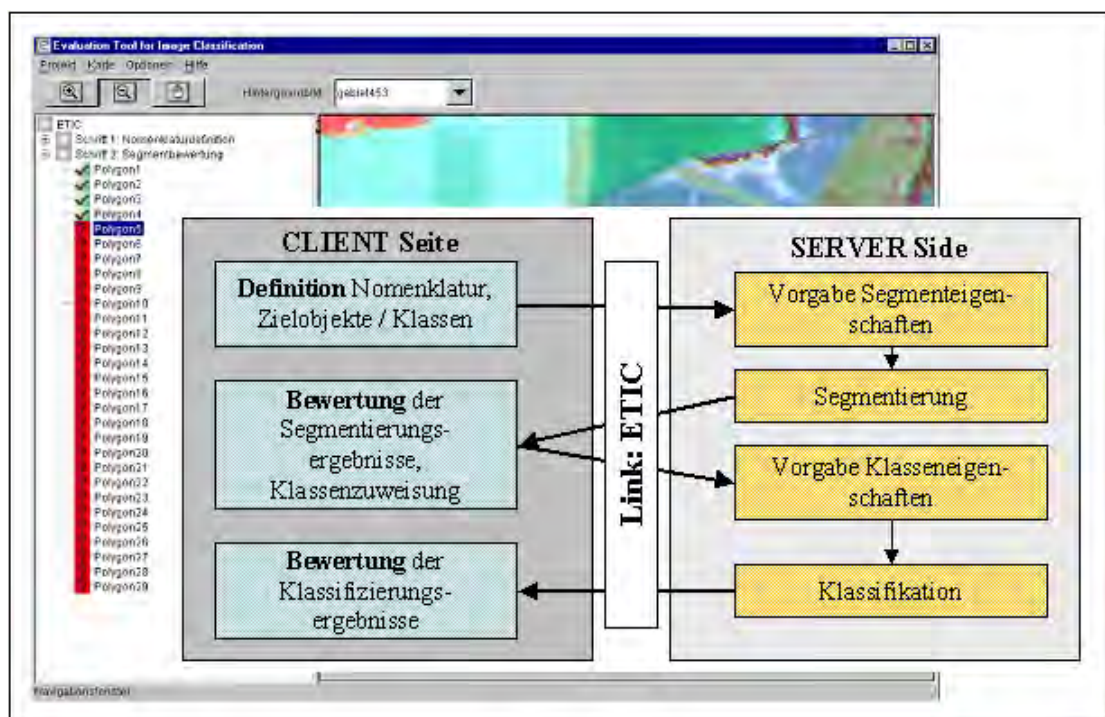 Evaluation Tool for Image Classification
Projekt Karte Optionen Hilfe
Hintergrundbild gebiet453
ETIC
Schritt 1: Nomenklaturdefinition
Schritt 2: Segmentbewertung
Polygon1
Polygon2
Polygon3
Polygon4
Polygon5
Polygon6
Polygon7
Polygon8
Polygon9
Polygon10
Polygon11
Polygon12
Polygon13
Polygon14
Polygon15
Polygon16
Polygon17
Polygon18
Polygon19
Polygon20
Polygon21
Polygon22
Polygon23
Polygon24
Polygon25
Polygon26
Polygon27
Polygon28
Polygon29
Navigationsfenster
CLIENT Seite
Definition Nomenklatur,
Zielobjekte / Klassen
Bewertung der
Segmentierungs-
ergebnisse,
Klassenzuweisung
Bewertung der
Klassifizierungs-
ergebnisse
Link: ETIC
SERVER Side
Vorgabe Segmenteigen-
schaften
Segmentierung
Vorgabe Klasseneigen-
schaften
Klassifikation